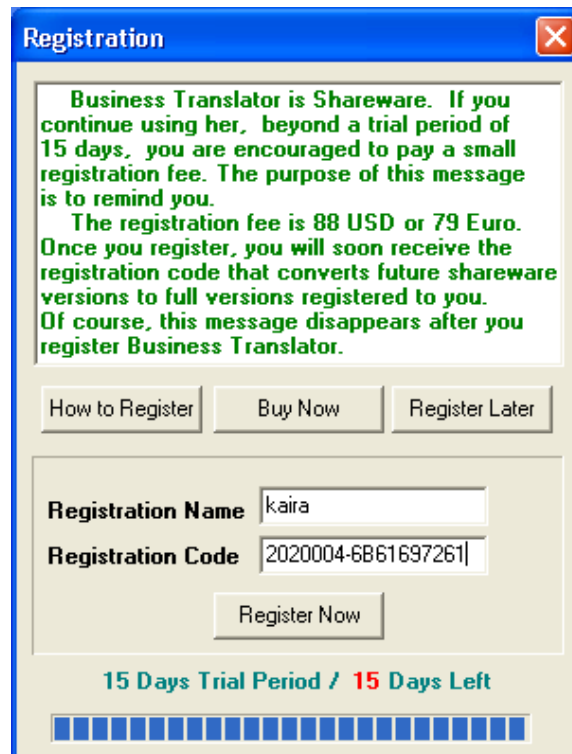 Registration
Business Translator is Shareware. If you
continue using her, beyond a trial period of
15 days, you are encouraged to pay a small
registration fee. The purpose of this message
is to remind you.
The registration fee is 88 USD or 79 Euro.
Once you register, you will soon receive the
registration code that converts future shareware
versions to full versions registered to you.
Of course, this message disappears after you
register Business Translator.
How to Register Buy Now Register Later
Registration Name kaira
Registration Code 2020004-6B61697261
Register Now
15 Days Trial Period / 15 Days Left